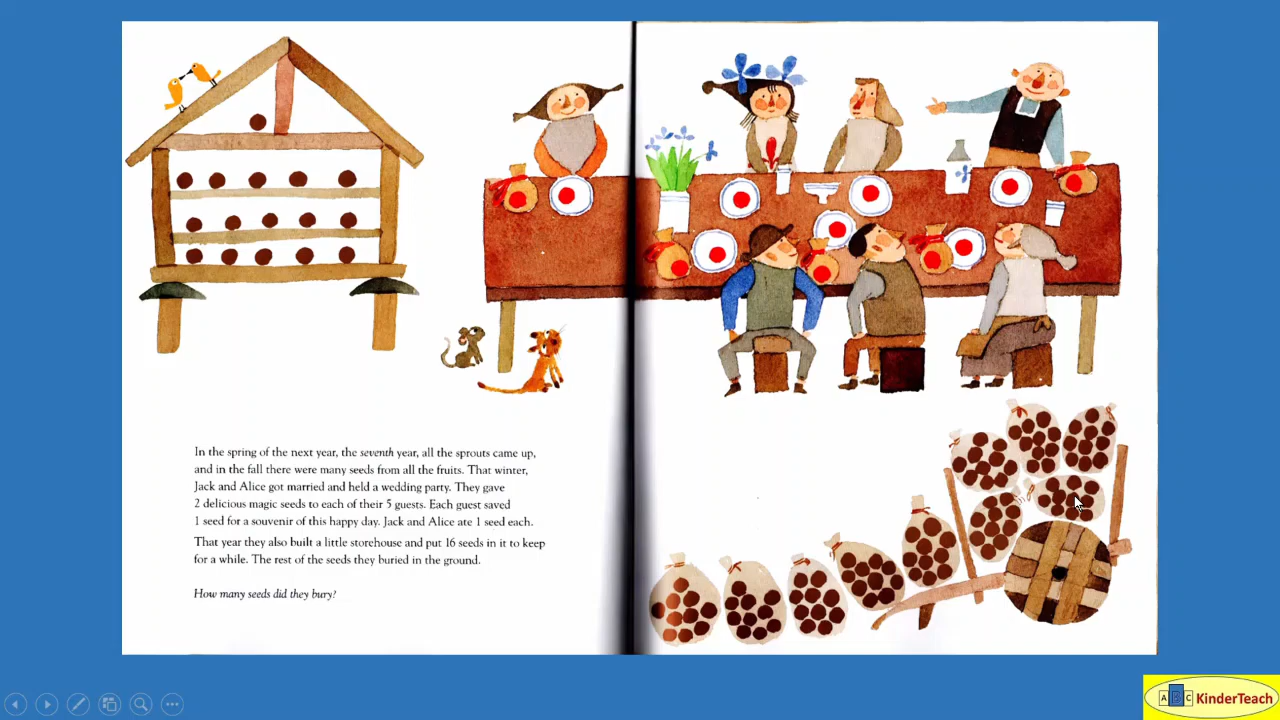 In the spring of the next year, the seventh year, all the sprouts came up,
and in the fall there were many seeds from all the fruits. That winter,
Jack and Alice got married and held a wedding party. They gave
2 delicious magic seeds to each of their 5 guests. Each guest saved
1 seed for a souvenir of this happy day. Jack and Alice ate 1 seed each.
That year they also built a little storehouse and put 16 seeds in it to keep
for a while. The rest of the seeds they buried in the ground.
How many seeds did they bury?
A B C KinderTeach